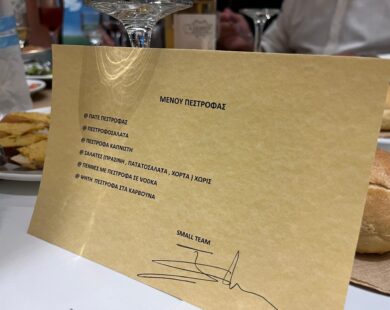 ΜΕΝΟΥ ΠΕΣΤΡΟΦΑΣ
@ ΠΑΤΕ ΠΕΣΤΡΟΦΑΣ
@ ΠΕΣΤΡΟΦΟΣΑΛΑΤΑ
@ ΠΕΣΤΡΟΦΑ ΚΑΠΝΙΣΤΗ
@ ΣΑΛΑΤΕΣ (ΠΡΑΣΙΝΗ , ΠΑΤΑΤΟΣΑΛΑΤΑ , ΧΟΡΤΑ ) ΧΩΡΙΣ
@ ΠΕΝΝΕΣ ΜΕ ΠΕΣΤΡΟΦΑ ΣΕ VODKA
@ ΨΗΤΗ ΠΕΣΤΡΟΦΑ ΣΤΑ ΚΑΡΒΟΥΝΑ
SMALL TEAM